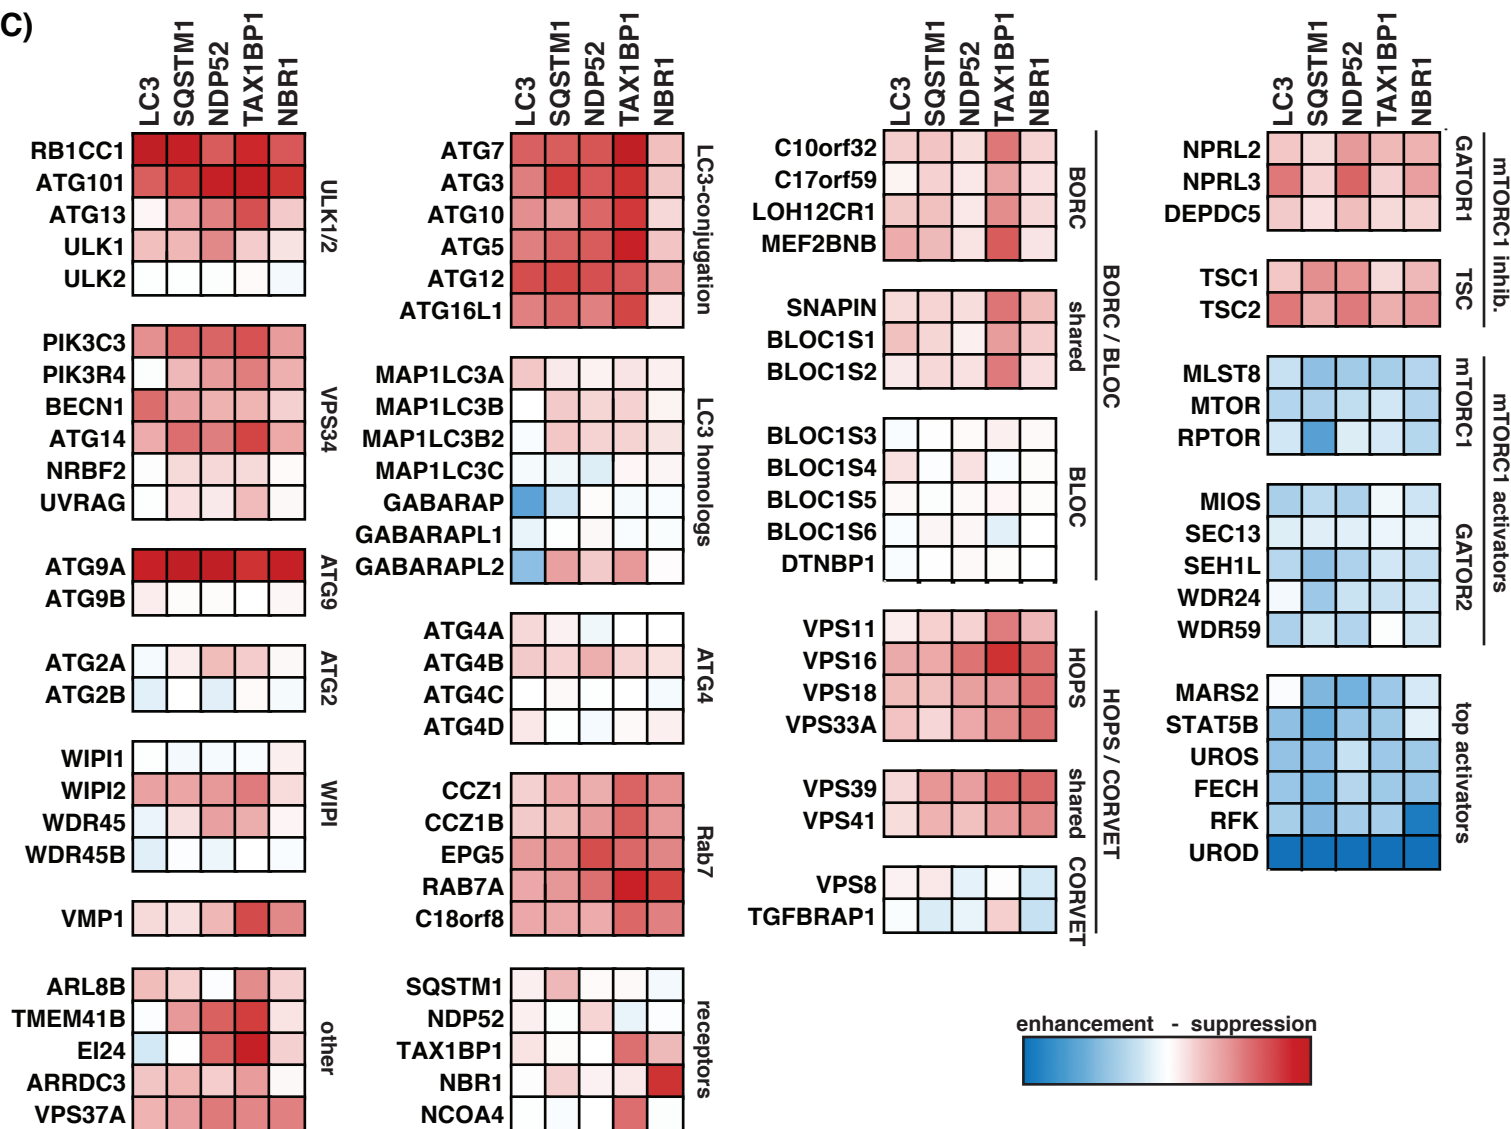 C)
LC3
SQSTM1
NDP52
TAX1BP1
NBR1
RB1CC1
ATG101
ATG13
ULK1
ULK2
ULK1/2
PIK3C3
PIK3R4
BECN1
ATG14
NRBF2
UVRAG
VPS34
ATG9A
ATG9B
ATG9
ATG2A
ATG2B
ATG2
WIPI1
WIPI2
WDR45
WDR45B
WIPI
VMP1
ARL8B
TMEM41B
EI24
ARRDC3
VPS37A
other
LC3
SQSTM1
NDP52
TAX1BP1
NBR1
ATG7
ATG3
ATG10
ATG5
ATG12
ATG16L1
LC3-conjugation
MAP1LC3A
MAP1LC3B
MAP1LC3B2
MAP1LC3C
GABARAP
GABARAPL1
GABARAPL2
LC3 homologs
ATG4A
ATG4B
ATG4C
ATG4D
ATG4
CCZ1
CCZ1B
EPG5
RAB7A
C18orf8
Rab7
SQSTM1
NDP52
TAX1BP1
NBR1
NCOA4
receptors
LC3
SQSTM1
NDP52
TAX1BP1
NBR1
C10orf32
C17orf59
LOH12CR1
MEF2BNB
BORC
SNAPIN
BLOC1S1
BLOC1S2
shared
BLOC1S3
BLOC1S4
BLOC1S5
BLOC1S6
DTNBP1
BLOC
BORC / BLOC
VPS11
VPS16
VPS18
VPS33A
HOPS
VPS39
VPS41
shared
VPS8
TGFBRAP1
CORVET
HOPS / CORVET
LC3
SQSTM1
NDP52
TAX1BP1
NBR1
NPRL2
NPRL3
DEPDC5
GATOR1
TSC1
TSC2
TSC
mTORC1 inhib.
MLST8
MTOR
RPTOR
mTORC1
MIOS
SEC13
SEH1L
WDR24
WDR59
GATOR2
mTORC1 activators
MARS2
STAT5B
UROS
FECH
RFK
UROD
top activators
enhancement - suppression